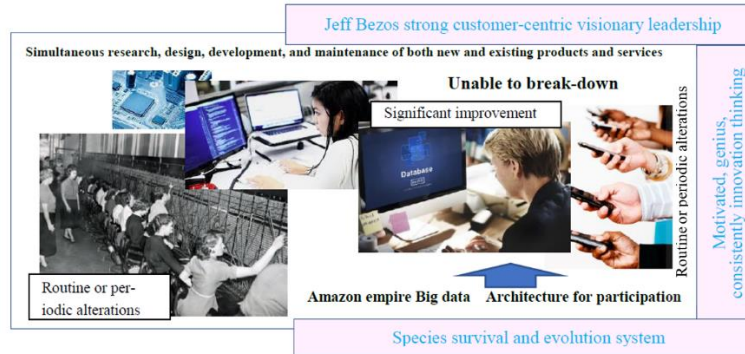 Jeff Bezos strong customer-centric visionary leadership
Simultaneous research, design, development, and maintenance of both new and existing products and services
Unable to break-down
Significant improvement
Database
Routine or per-
iodic alterations
Routine or periodic alterations
Motivated, genius,
consistently innovation thinking
Amazon empire Big data Architecture for participation
Species survival and evolution system